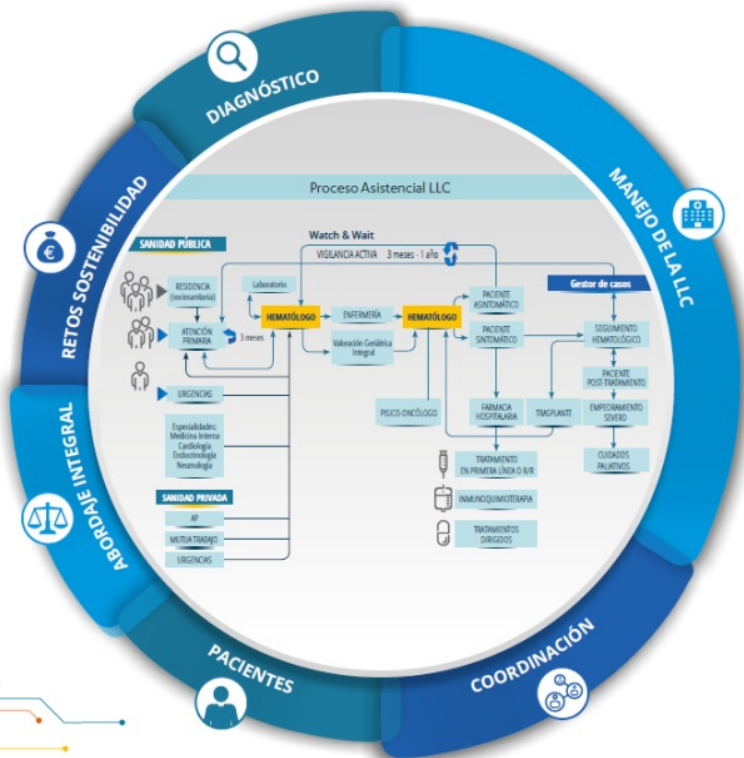 DIAGNÓSTICO
MANEJO DE LA LLC
COORDINACIÓN
PACIENTES
ABORDAJE INTEGRAL
RETOS SOSTENIBILIDAD
€
Proceso Asistencial LLC
Watch & Wait
VIGILANCIA ACTIVA 3 meses - 1 año
SANIDAD PÚBLICA
RESIDENCIA
(sociosanitaria)
ATENCIÓN
PRIMARIA
3 meses
URGENCIAS
Especialidades:
Medicina Interna
Cardiología
Endocrinología
Neumología
SANIDAD PRIVADA
AP
MUTUA TRABAJO
URGENCIAS
Laboratorio
HEMATÓLOGO
ENFERMERÍA
Valoración Geriátrica
Integral
HEMATÓLOGO
PISICO-ONCÓLOGO
PACIENTE
ASINTOMÁTICO
PACIENTE
SINTOMÁTICO
FARMACIA
HOSPITALARIA
TRASPLANTE
TRATAMIENTO
EN PRIMERA LÍNEA O R/R
INMUNOQUIMIOTERAPIA
TRATAMIENTOS
DIRIGIDOS
Gestor de casos
SEGUIMIENTO
HEMATOLÓGICO
PACIENTE
POST-TRATAMIENTO
EMPEORAMIENTO
SEVERO
CUIDADOS
PALIATIVOS